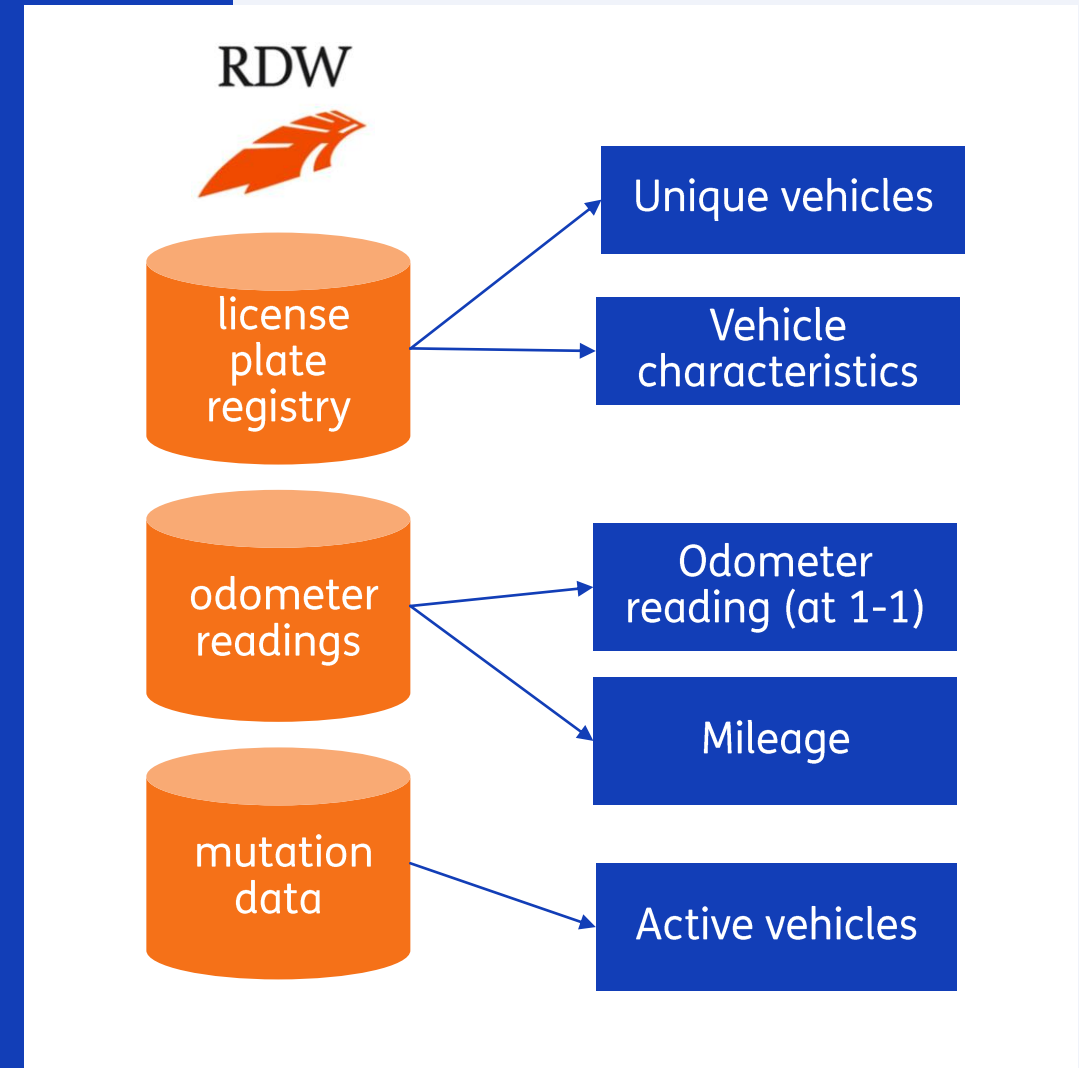 RDW
license
plate
registry
Unique vehicles
Vehicle
characteristics
odometer
readings
Odometer
reading (at 1-1)
Mileage
mutation
data
Active vehicles